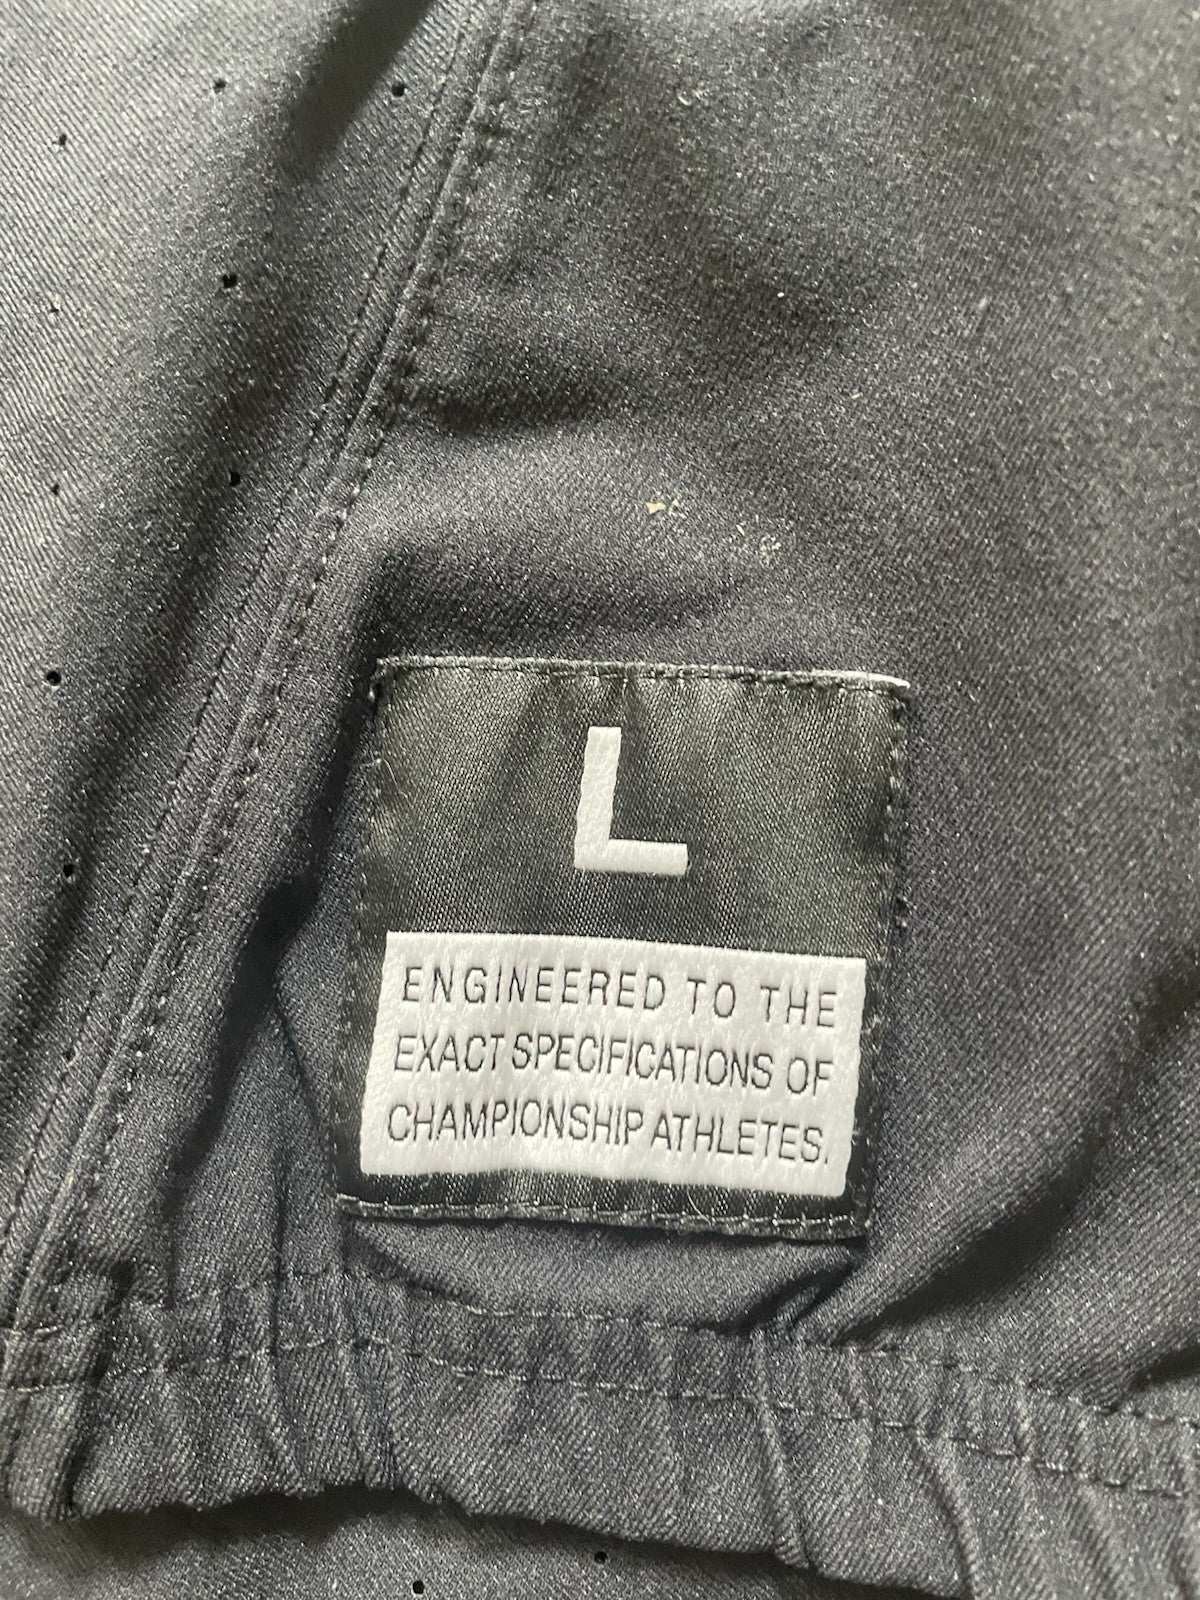 L
ENGINEERED TO THE
EXACT SPECIFICATIONS OF
CHAMPIONSHIP ATHLETES.